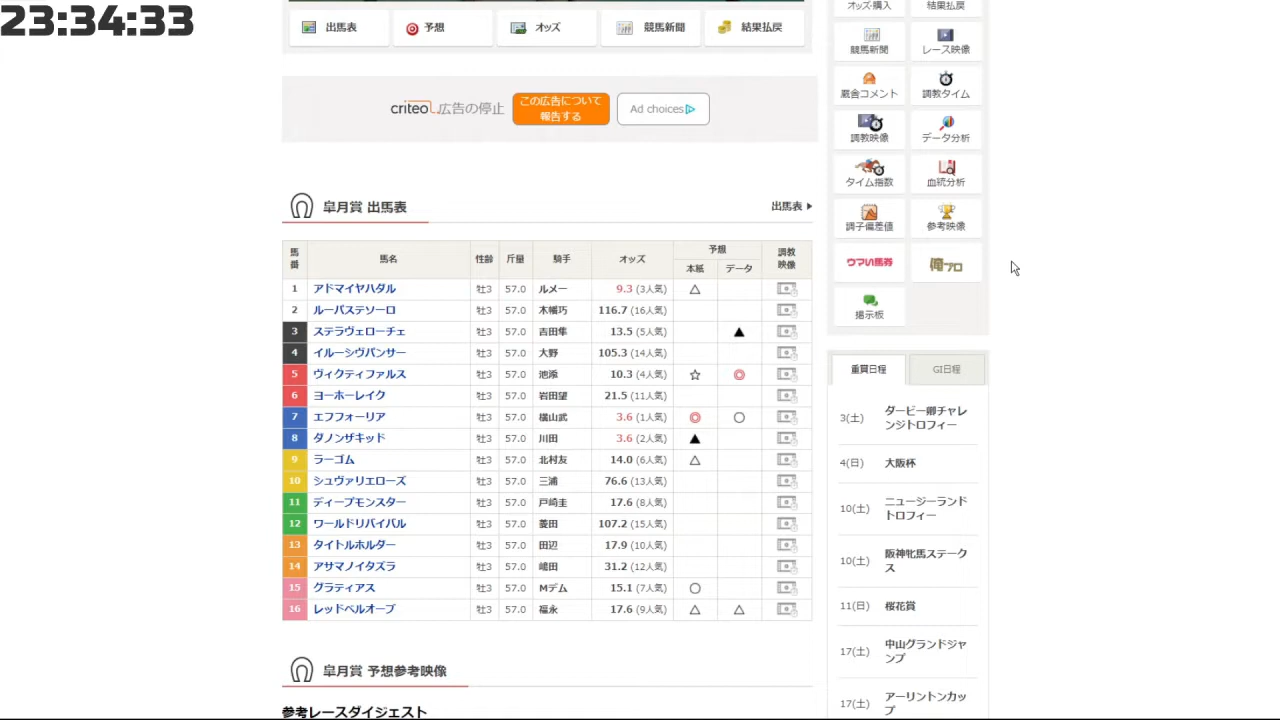 23:34:33
出馬表
予想
オッズ
競馬新聞
結果払戻
criteo 広告の停止
この広告について
報告する
Ad choices
皐月賞 出馬表
出馬表
馬番 馬名 性齢 斤量 騎手 オッズ 予想 本紙 データ 調教映像
1 アドマイヤハダル 牡3 57.0 ルメー 9.3 (3人気) △
2 ルーパステソーロ 牡3 57.0 木幡巧 116.7 (16人気)
3 ステラヴェローチェ 牡3 57.0 吉田隼 13.5 (5人気) ▲
4 イルーシヴパンサー 牡3 57.0 大野 105.3 (14人気)
5 ヴィクティファルス 牡3 57.0 池添 10.3 (4人気) ☆ ◎
6 ヨーホーレイク 牡3 57.0 岩田望 21.5 (11人気)
7 エフフォーリア 牡3 57.0 横山武 3.6 (1人気) ◎ ○
8 ダノンザキッド 牡3 57.0 川田 3.6 (2人気) ▲
9 ラーゴム 牡3 57.0 北村友 14.0 (6人気) △
10 シュヴァリエローズ 牡3 57.0 三浦 76.6 (13人気)
11 ディープモンスター 牡3 57.0 戸崎圭 17.6 (8人気)
12 ワールドリバイバル 牡3 57.0 菱田 107.2 (15人気)
13 タイトルホルダー 牡3 57.0 田辺 17.9 (10人気)
14 アサマノイタズラ 牡3 57.0 嶋田 31.2 (12人気)
15 グラティアス 牡3 57.0 Mデム 15.1 (7人気) ○
16 レッドベルオーブ 牡3 57.0 福永 17.6 (9人気) △ △
皐月賞 予想参考映像
参考レースダイジェスト
オッズ・購入
結果払戻
競馬新聞
レース映像
厩舎コメント
調教タイム
調教映像
データ分析
タイム指数
血統分析
調子偏差値
参考映像
ウマい馬券
俺プロ
掲示板
重賞日程
GI日程
3(土) ダービー卿チャレ
ンジトロフィー
4(日) 大阪杯
10(土) ニュージーランド
トロフィー
10(土) 阪神牝馬ステーク
ス
11(日) 桜花賞
17(土) 中山グランドジャ
ンプ
17(土) アーリントンカッ
プ